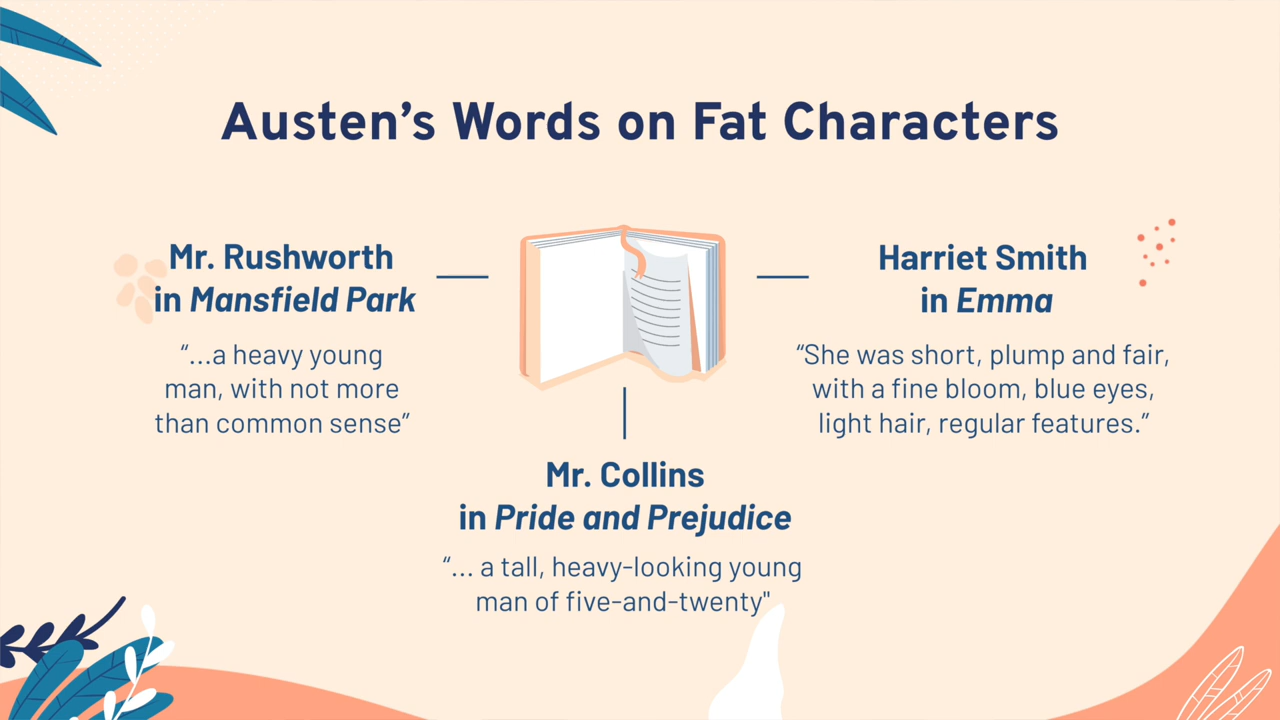 Austen’s Words on Fat Characters
Mr. Rushworth
in Mansfield Park
“...a heavy young
man, with not more
than common sense”
Harriet Smith
in Emma
“She was short, plump and fair,
with a fine bloom, blue eyes,
light hair, regular features.”
Mr. Collins
in Pride and Prejudice
“... a tall, heavy-looking young
man of five-and-twenty"